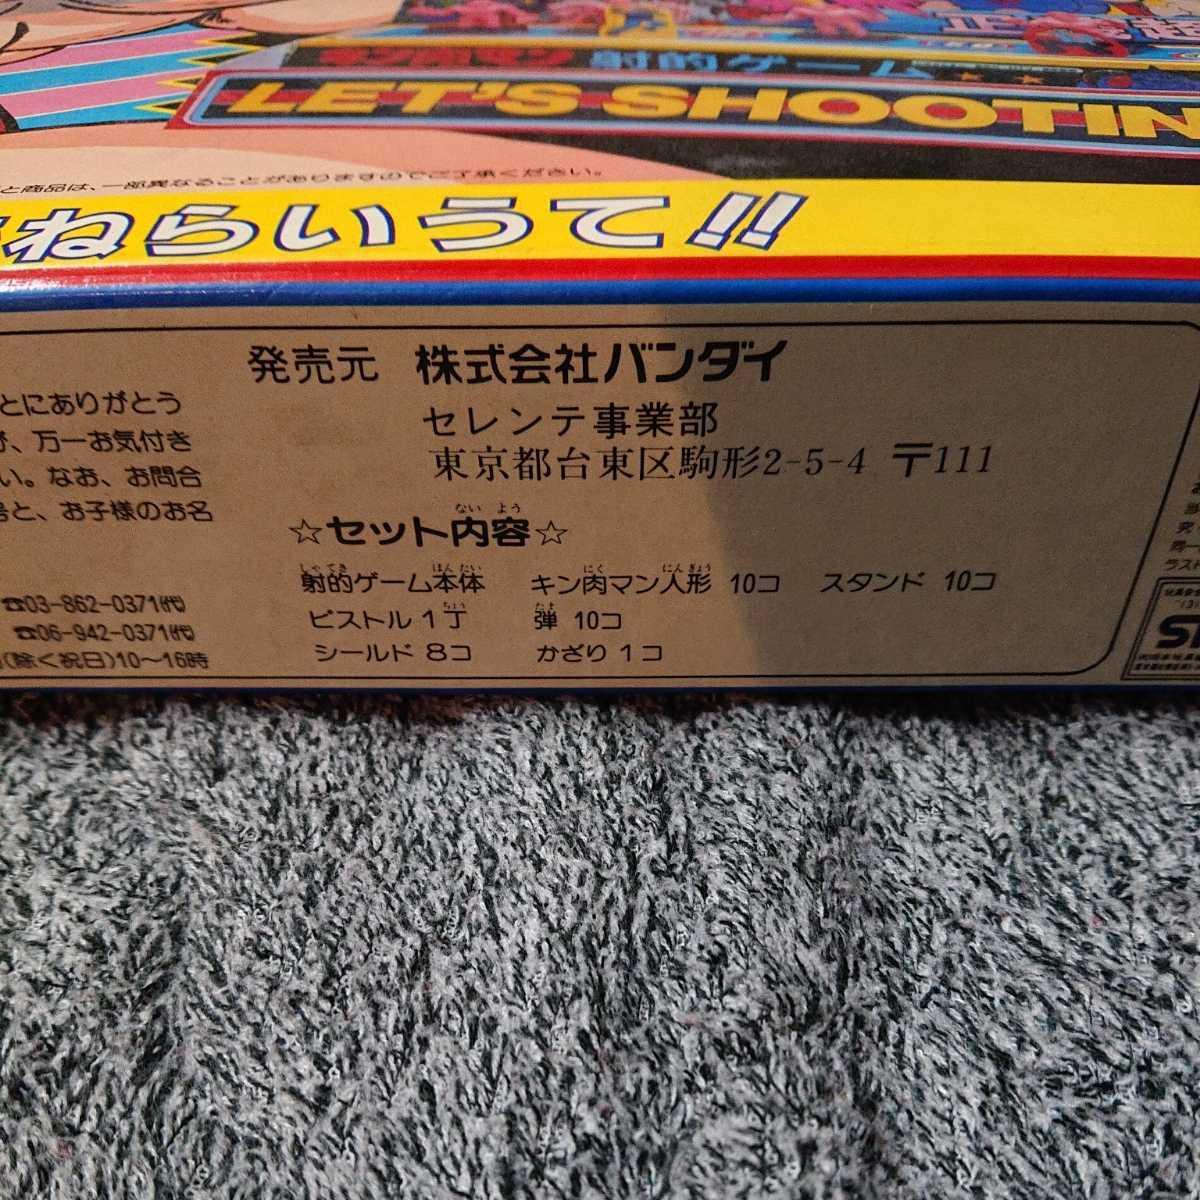 キン肉マン 射的ゲーム
LET'S SHOOTIN
と商品は、一部異なることがありますのでご了承ください。
ねらいうて!!
とにありがとう
、万一お気付き
い。なお、お問合
号と、お子様のお名
☎03-862-0371(代)
☎06-942-0371(代)
(除く祝日)10〜16時
発売元 株式会社バンダイ
セレンテ事業部
東京都台東区駒形2-5-4 〒111
ない よう
☆セット内容☆
しゃ てき ほん たい にく にん ぎょう
射的ゲーム本体 キン肉マン人形 10コ スタンド 10コ
ちょう たま
ピストル 1丁 弾 10コ
シールド 8コ かざり 1コ